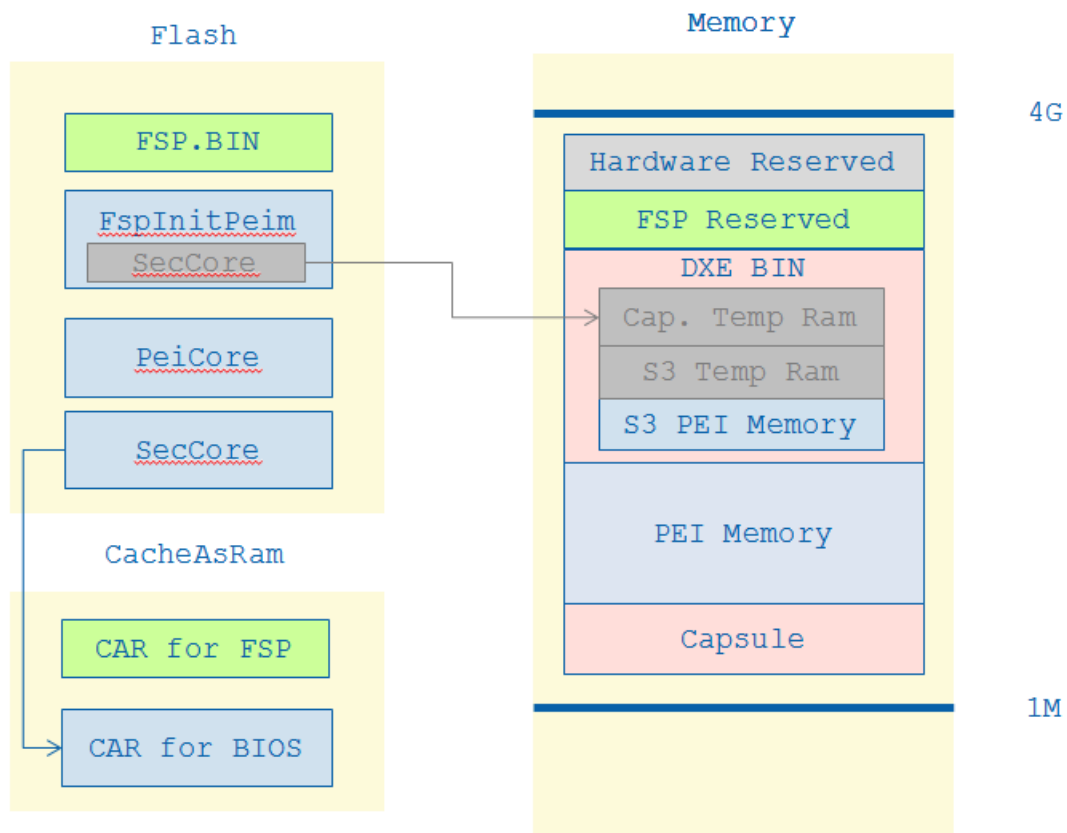 Flash
FSP.BIN
FspInitPeim
SecCore
PeiCore
SecCore
CacheAsRam
CAR for FSP
CAR for BIOS
Memory
4G
Hardware Reserved
FSP Reserved
DXE BIN
Cap. Temp Ram
S3 Temp Ram
S3 PEI Memory
PEI Memory
Capsule
1M